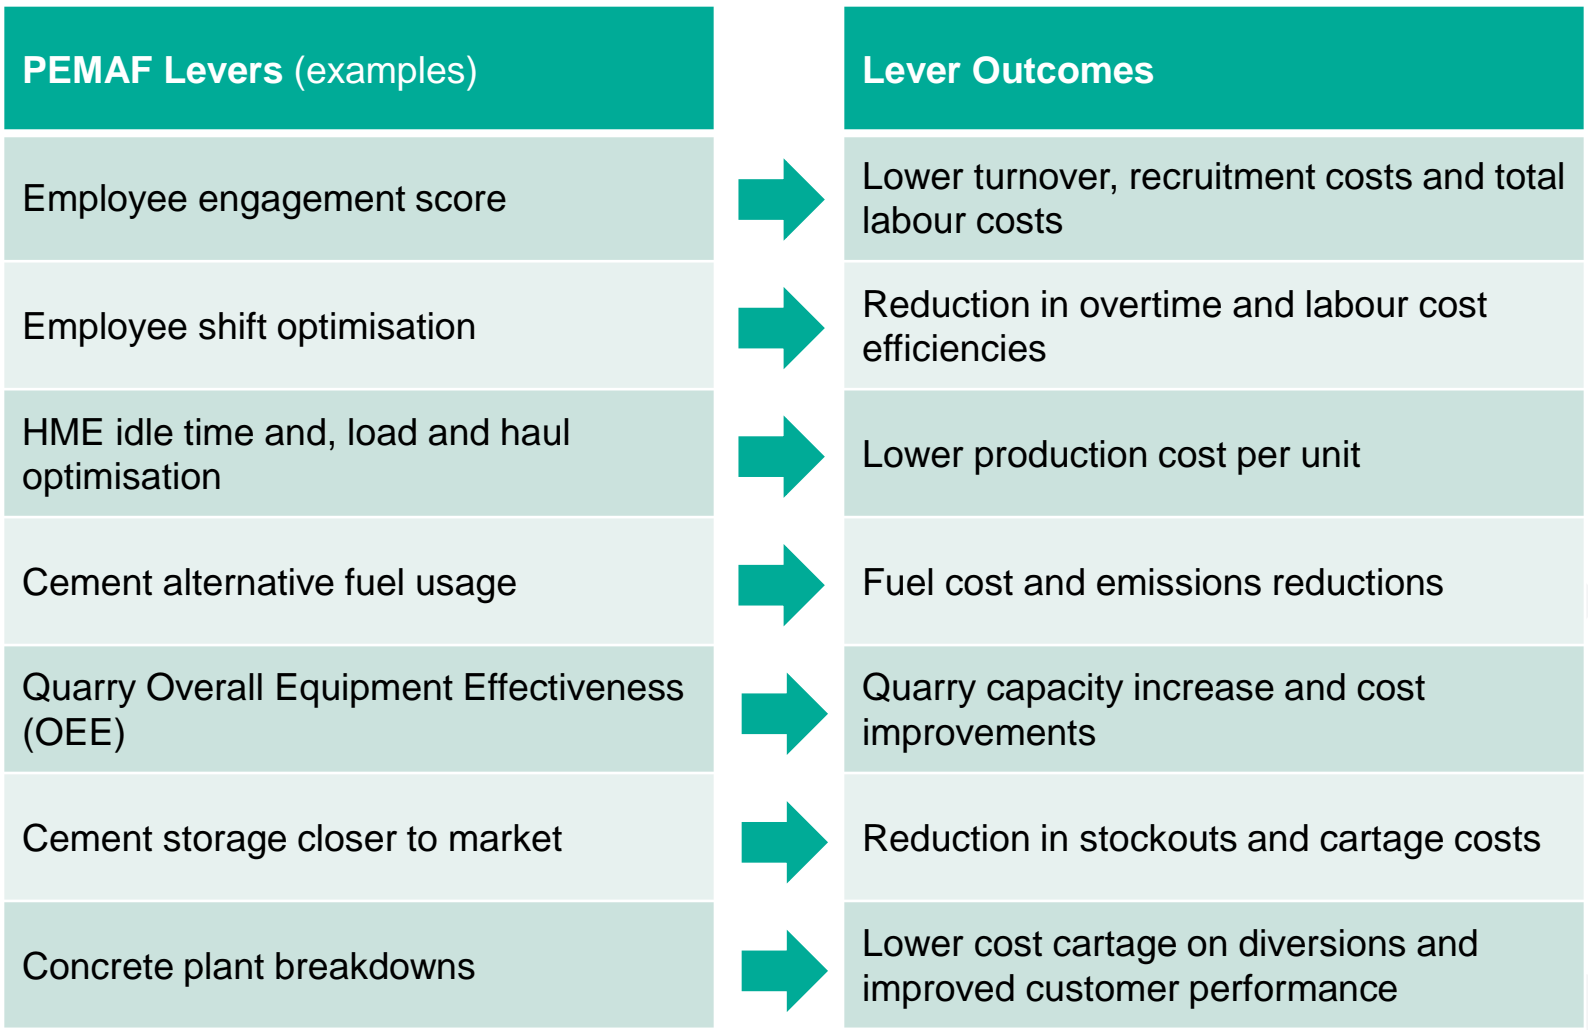 PEMAF Levers (examples)
Lever Outcomes
Employee engagement score
Lower turnover, recruitment costs and total
labour costs
Employee shift optimisation
Reduction in overtime and labour cost
efficiencies
HME idle time and, load and haul
optimisation
Lower production cost per unit
Cement alternative fuel usage
Fuel cost and emissions reductions
Quarry Overall Equipment Effectiveness
(OEE)
Quarry capacity increase and cost
improvements
Cement storage closer to market
Reduction in stockouts and cartage costs
Concrete plant breakdowns
Lower cost cartage on diversions and
improved customer performance